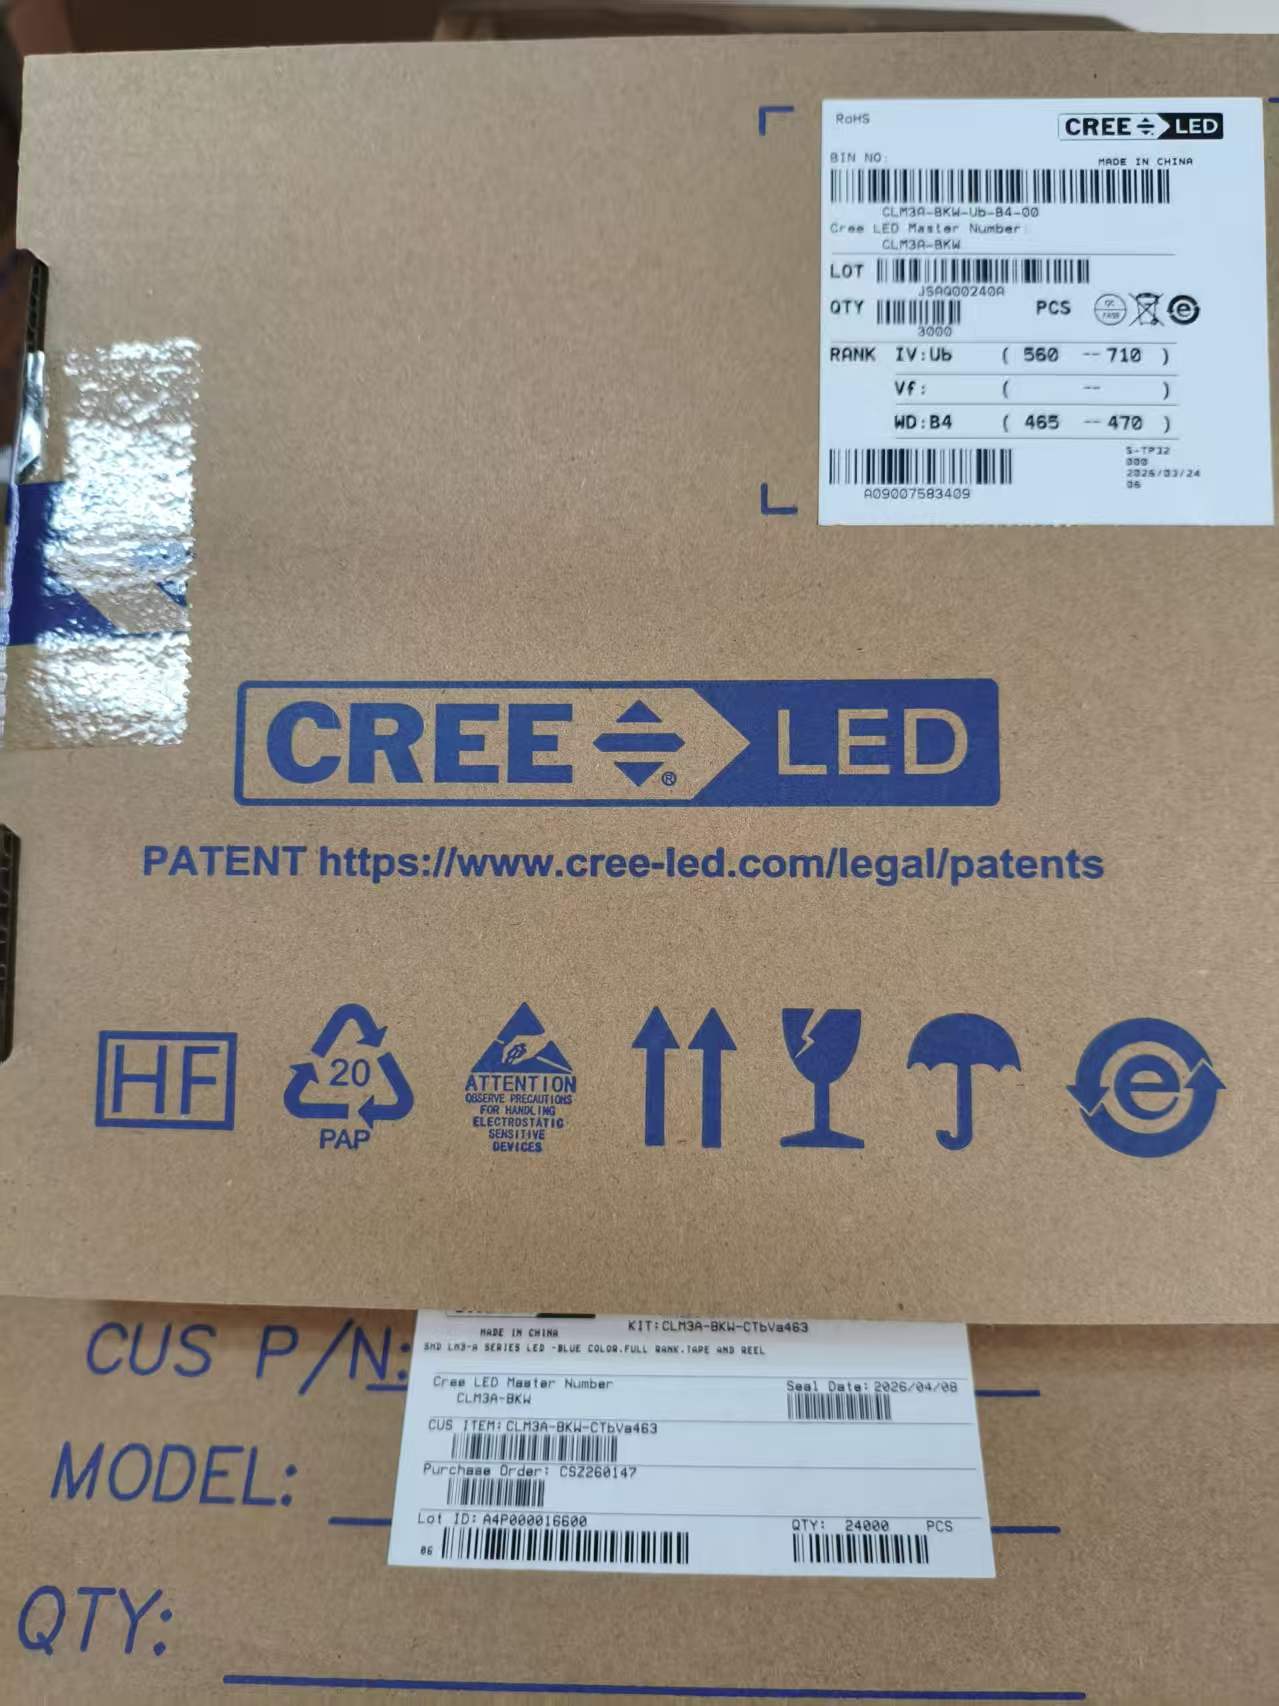 RoHS
CREE LED
BIN NO:
MADE IN CHINA
CLM3A-BKW-Ub-B4-00
Cree LED Master Number:
CLM3A-BKW
LOT
JSAQ00240A
QTY
PCS
QC PASS
e
3000
RANK IV:Ub ( 560 -- 710 )
Vf: ( -- )
WD:B4 ( 465 -- 470 )
S-TP32
000
2026/03/24
06
A09007583409
CREE ® LED
PATENT https://www.cree-led.com/legal/patents
HF
20
PAP
ATTENTION
OBSERVE PRECAUTIONS
FOR HANDLING
ELECTROSTATIC
SENSITIVE
DEVICES
e
CUS P/N:
MADE IN CHINA
KIT:CLM3A-BKW-CTbVa463
SMD LM3-A SERIES LED -BLUE COLOR.FULL RANK.TAPE AND REEL
Cree LED Master Number
CLM3A-BKW
Seal Date: 2026/04/08
CUS ITEM: CLM3A-BKW-CTbVa463
MODEL:
Purchase Order: CSZ260147
Lot ID: A4P000016600
QTY: 24000 PCS
06
QTY: